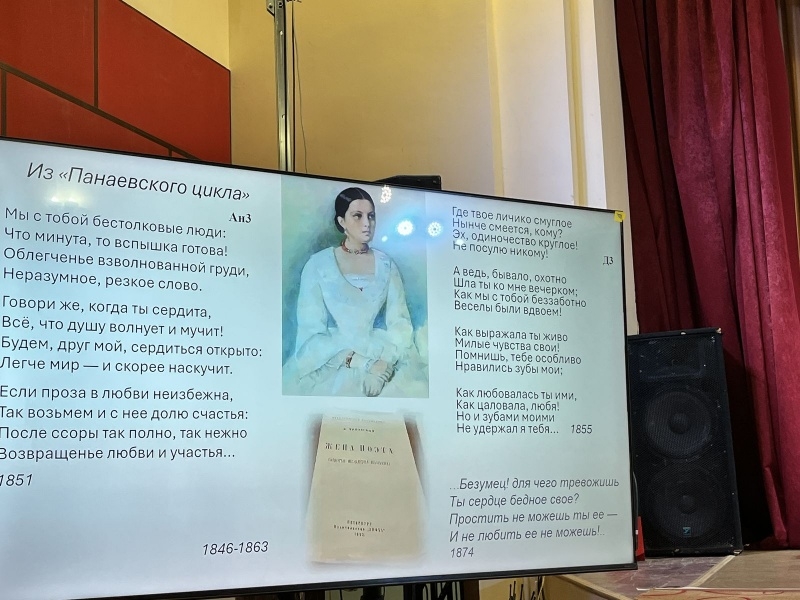 Из «Панаевского цикла»
Ан3
Мы с тобой бестолковые люди:
Что минута, то вспышка готова!
Облегченье взволнованной груди,
Неразумное, резкое слово.
Говори же, когда ты сердита,
Всё, что душу волнует и мучит!
Будем, друг мой, сердиться открыто:
Легче мир — и скорее наскучит.
Если проза в любви неизбежна,
Так возьмем и с нее долю счастья:
После ссоры так полно, так нежно
Возвращенье любви и участья...
1851
1846-1863
ЖЕНА ПОЭТА
Где твое личико смуглое
Нынче смеется, кому?
Эх, одиночество круглое!
Не посулю никому!
Д3
А ведь, бывало, охотно
Шла ты ко мне вечерком;
Как мы с тобой беззаботно
Веселы были вдвоем!
Как выражала ты живо
Милые чувства свои!
Помнишь, тебе особливо
Нравились зубы мои;
Как любовалась ты ими,
Как цаловала, любя!
Но и зубами моими
Не удержал я тебя... 1855
...Безумец! для чего тревожишь
Ты сердце бедное свое?
Простить не можешь ты ее —
И не любить ее не можешь!..
1874